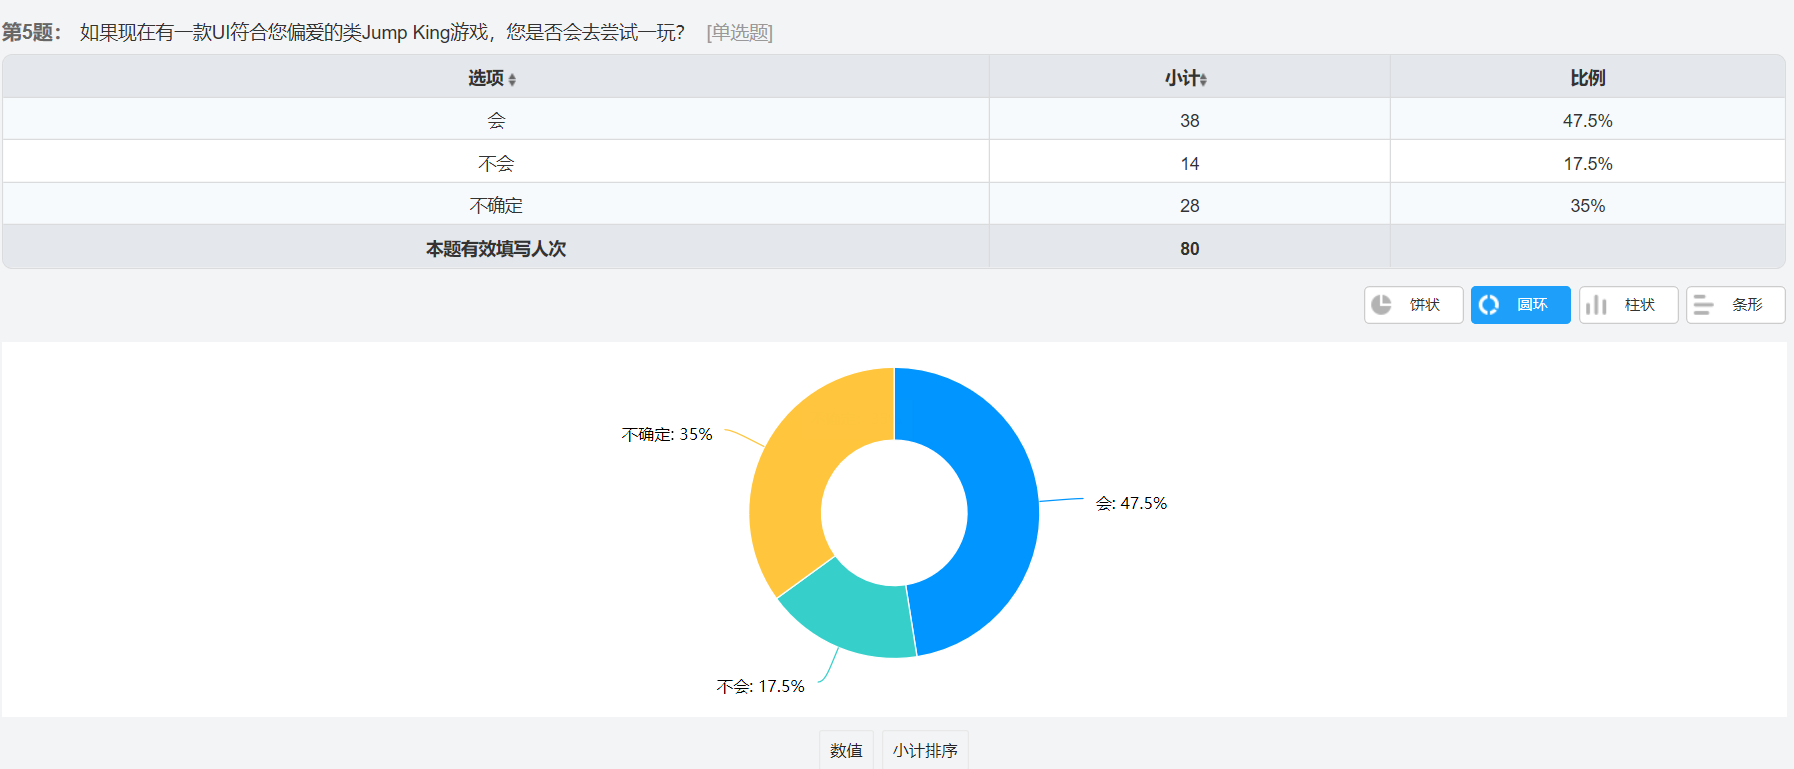 第5题： 如果现在有一款UI符合您偏爱的类Jump King游戏，您是否会去尝试一玩？ [单选题]
选项 小计 比例
会 38 47.5%
不会 14 17.5%
不确定 28 35%
本题有效填写人次 80
饼状 圆环 柱状 条形
不确定: 35%
会: 47.5%
不会: 17.5%
数值 小计排序